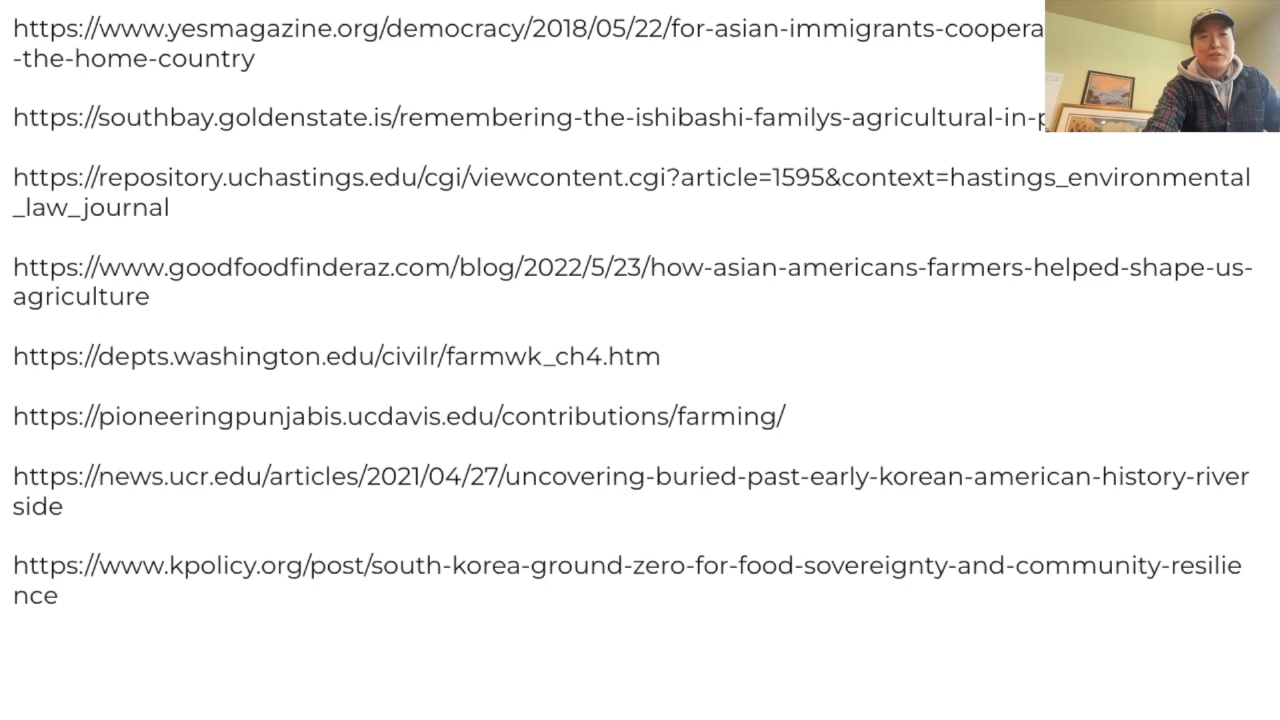 https://www.yesmagazine.org/democracy/2018/05/22/for-asian-immigrants-coopera
-the-home-country
https://southbay.goldenstate.is/remembering-the-ishibashi-familys-agricultural-in-p
https://repository.uchastings.edu/cgi/viewcontent.cgi?article=1595&context=hastings_environmental
_law_journal
https://www.goodfoodfinderaz.com/blog/2022/5/23/how-asian-americans-farmers-helped-shape-us-
agriculture
https://depts.washington.edu/civilr/farmwk_ch4.htm
https://pioneeringpunjabis.ucdavis.edu/contributions/farming/
https://news.ucr.edu/articles/2021/04/27/uncovering-buried-past-early-korean-american-history-river
side
https://www.kpolicy.org/post/south-korea-ground-zero-for-food-sovereignty-and-community-resilie
nce